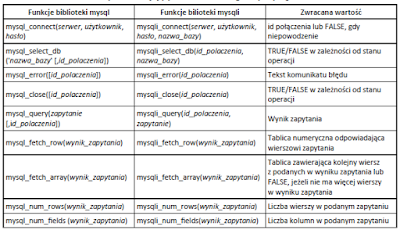 Funkcje biblioteki mysql
Funkcje biblioteki mysqli
Zwracana wartość
mysql_connect(serwer, użytkownik,
hasło)
mysqli_connect(serwer, użytkownik,
hasło, nazwa_bazy)
id połączenia lub FALSE, gdy
niepowodzenie
mysql_select_db
('nazwa_bazy' [,id_polaczenia])
mysqli_select_db(id_polaczenia,
nazwa_bazy)
TRUE/FALSE w zależności od stanu
operacji
mysql_error([id_polaczenia])
mysqli_error(id_polaczenia)
Tekst komunikatu błędu
mysql_close([id_polaczenia])
mysqli_close(id_polaczenia)
TRUE/FALSE w zależności od stanu
operacji
mysql_query(zapytanie
[,id_polaczenia])
mysqli_query(id_polaczenia,
zapytanie)
Wynik zapytania
mysql_fetch_row(wynik_zapytania)
mysqli_fetch_row(wynik_zapytania)
Tablica numeryczna odpowiadająca
wierszowi zapytania
mysql_fetch_array(wynik_zapytania)
mysqli_fetch_array(wynik_zapytania)
Tablica zawierająca kolejny wiersz
z podanych w wyniku zapytania lub
FALSE, jeżeli nie ma więcej wierszy
w wyniku zapytania
mysql_num_rows(wynik_zapytania)
mysqli_num_rows(wynik_zapytania)
Liczba wierszy w podanym zapytaniu
mysql_num_fields (wynik_zapytania)
mysqli_num_fields(wynik_zapytania)
Liczba kolumn w podanym zapytaniu